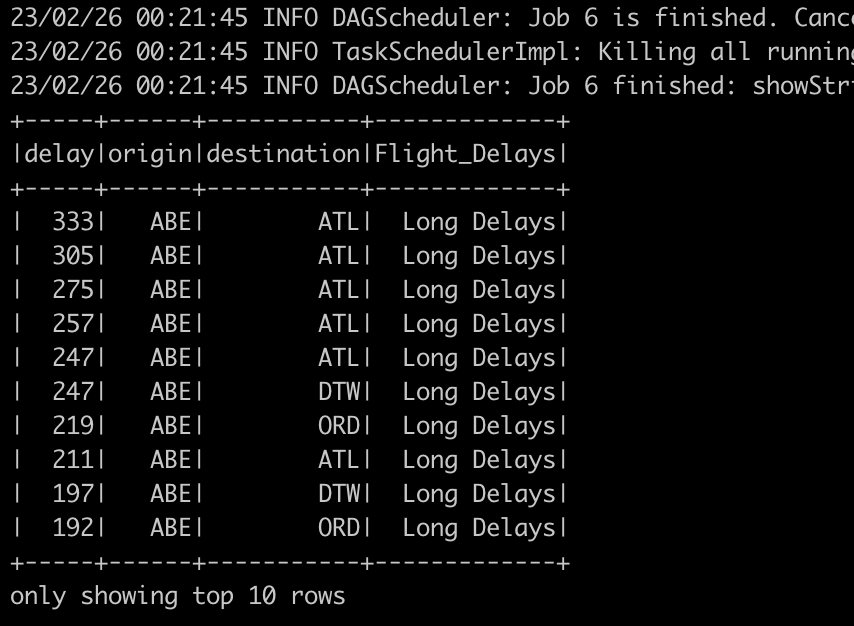 23/02/26 00:21:45 INFO DAGScheduler: Job 6 is finished.
23/02/26 00:21:45 INFO TaskSchedulerImpl: Killing all running
23/02/26 00:21:45 INFO DAGScheduler: Job 6 finished:
+-----+------+-----------+-------------+
|delay|origin|destination|Flight_Delays|
+-----+------+-----------+-------------+
|  333|   ABE|        ATL|  Long Delays|
|  305|   ABE|        ATL|  Long Delays|
|  275|   ABE|        ATL|  Long Delays|
|  257|   ABE|        ATL|  Long Delays|
|  247|   ABE|        ATL|  Long Delays|
|  247|   ABE|        DTW|  Long Delays|
|  219|   ABE|        ORD|  Long Delays|
|  211|   ABE|        ATL|  Long Delays|
|  197|   ABE|        DTW|  Long Delays|
|  192|   ABE|        ORD|  Long Delays|
+-----+------+-----------+-------------+
only showing top 10 rows